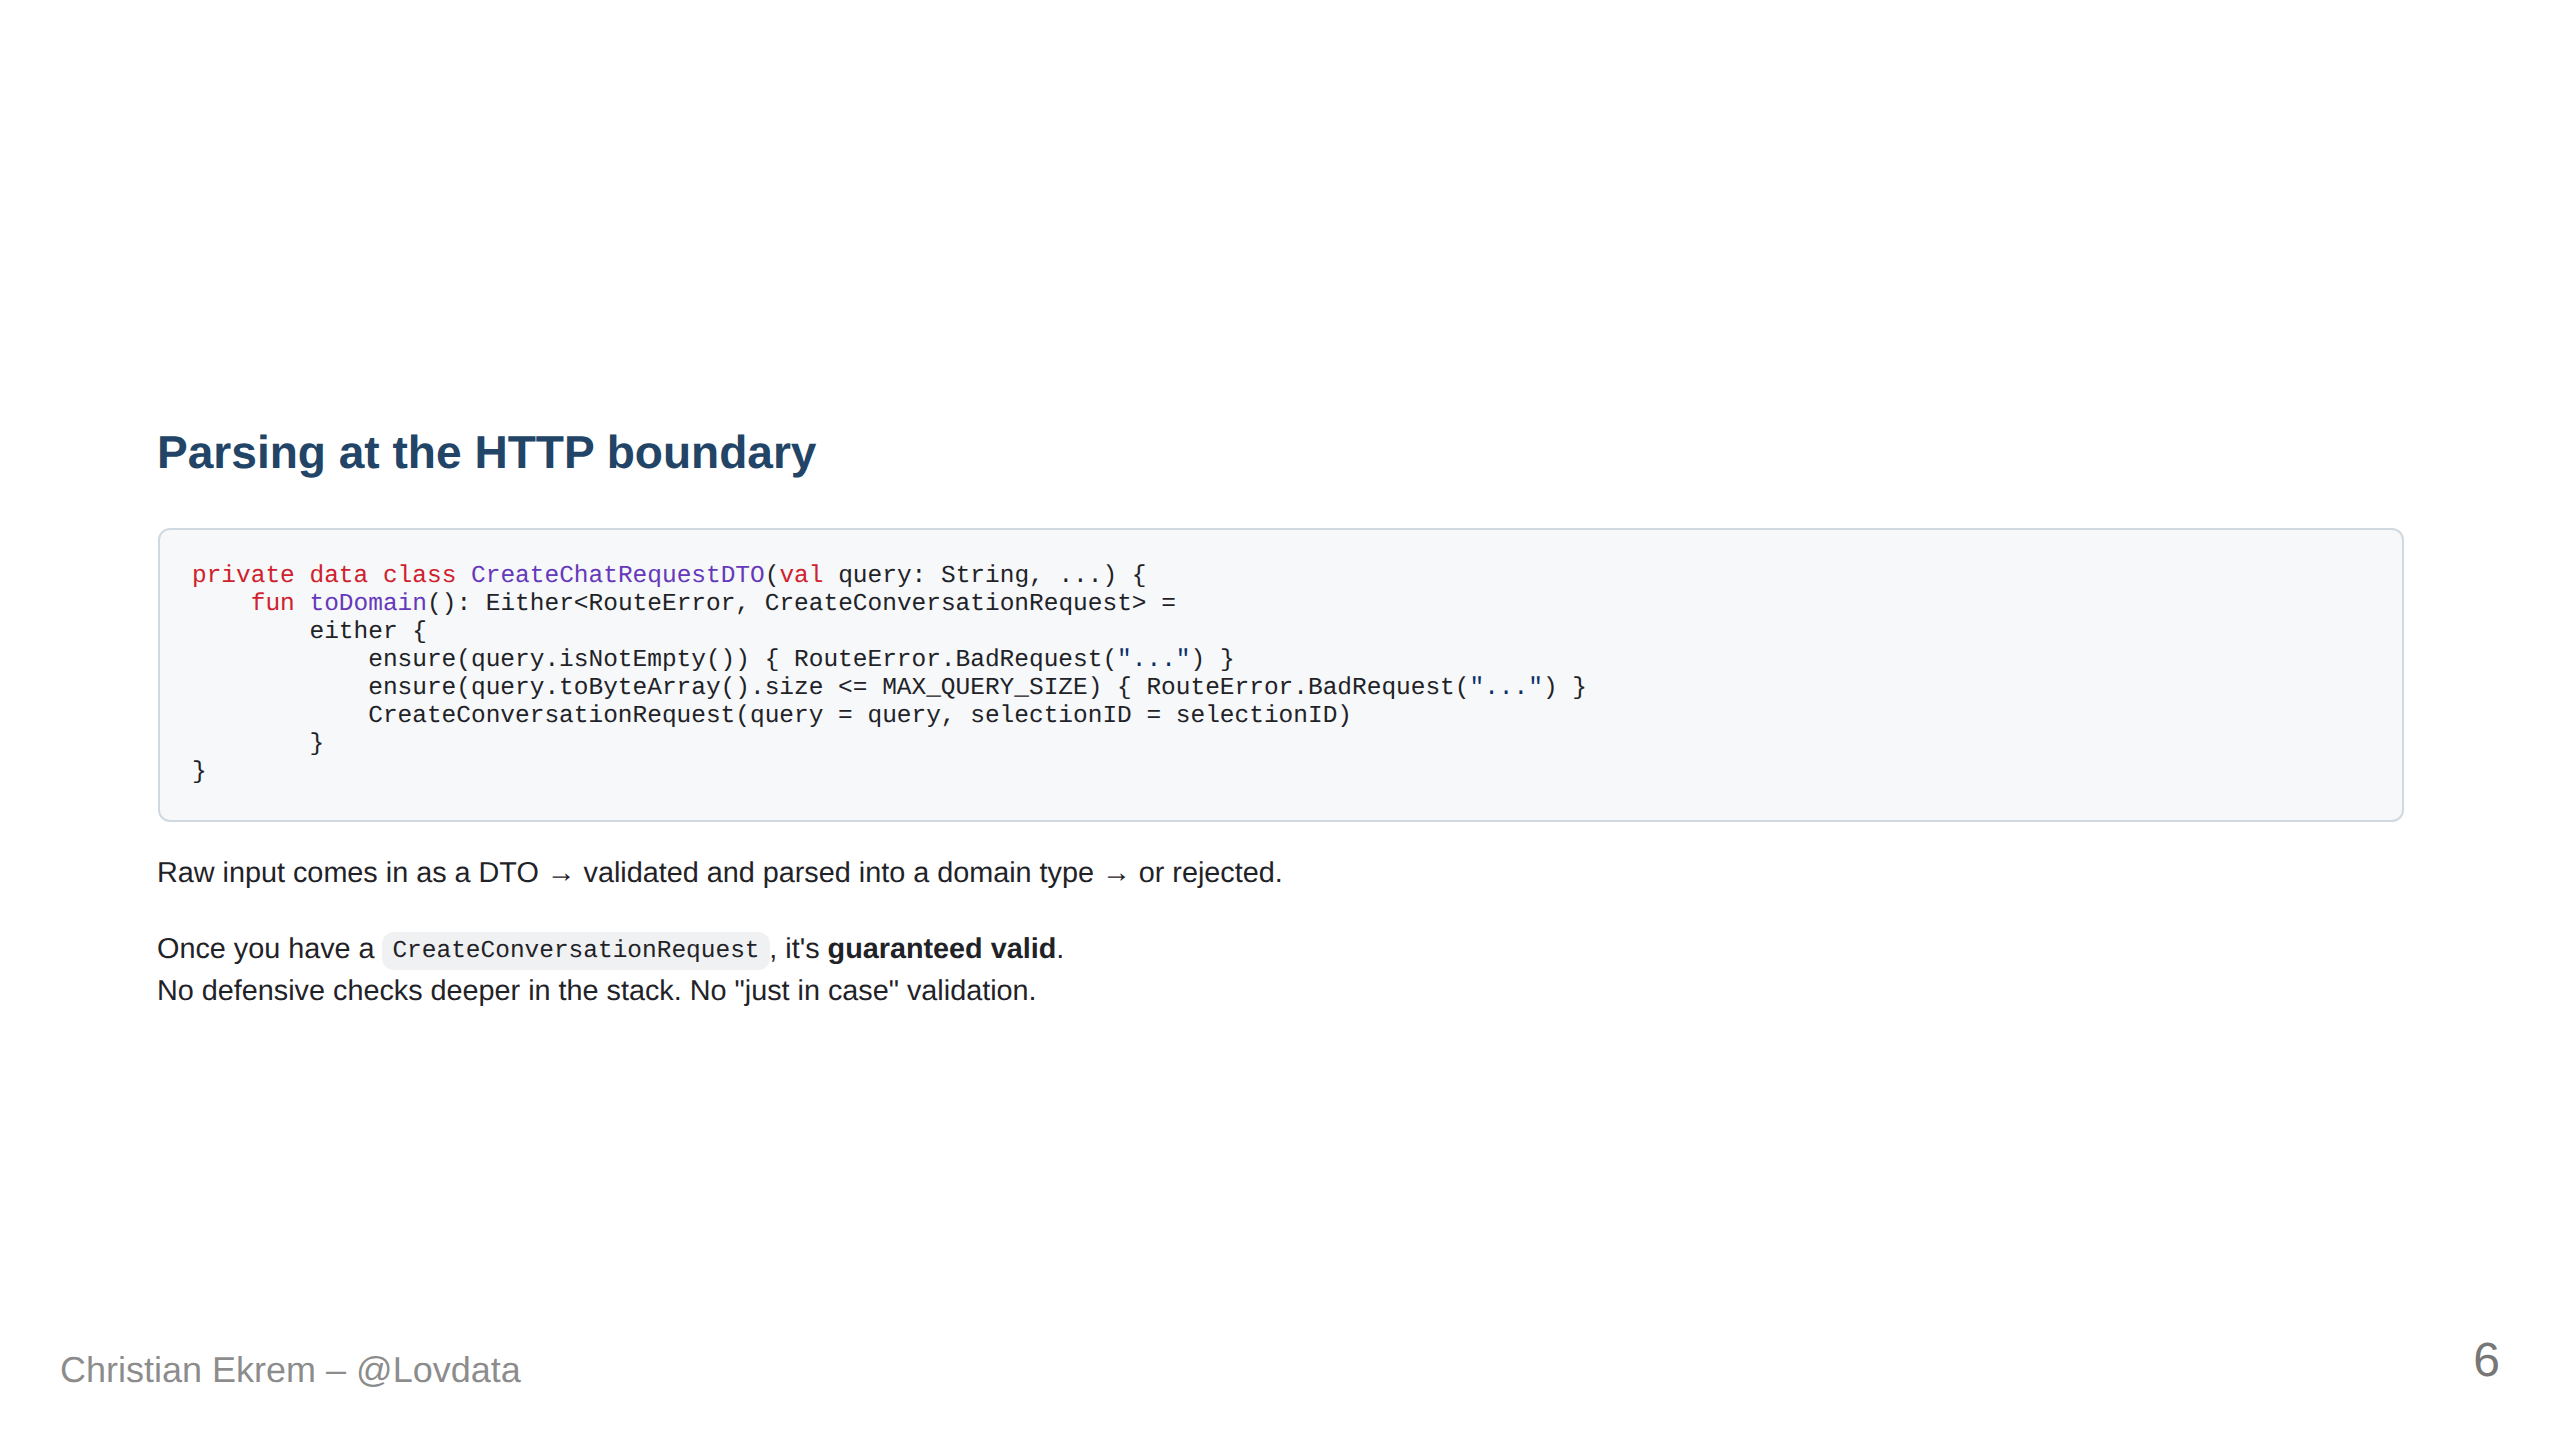 Parsing at the HTTP boundary
private data class CreateChatRequestDTO(val query: String, ...) {
    fun toDomain(): Either<RouteError, CreateConversationRequest> =
        either {
            ensure(query.isNotEmpty()) { RouteError.BadRequest("...") }
            ensure(query.toByteArray().size <= MAX_QUERY_SIZE) { RouteError.BadRequest("...") }
            CreateConversationRequest(query = query, selectionID = selectionID)
        }
}
Raw input comes in as a DTO → validated and parsed into a domain type → or rejected.
Once you have a CreateConversationRequest, it's guaranteed valid.
No defensive checks deeper in the stack. No "just in case" validation.
Christian Ekrem – @Lovdata
6